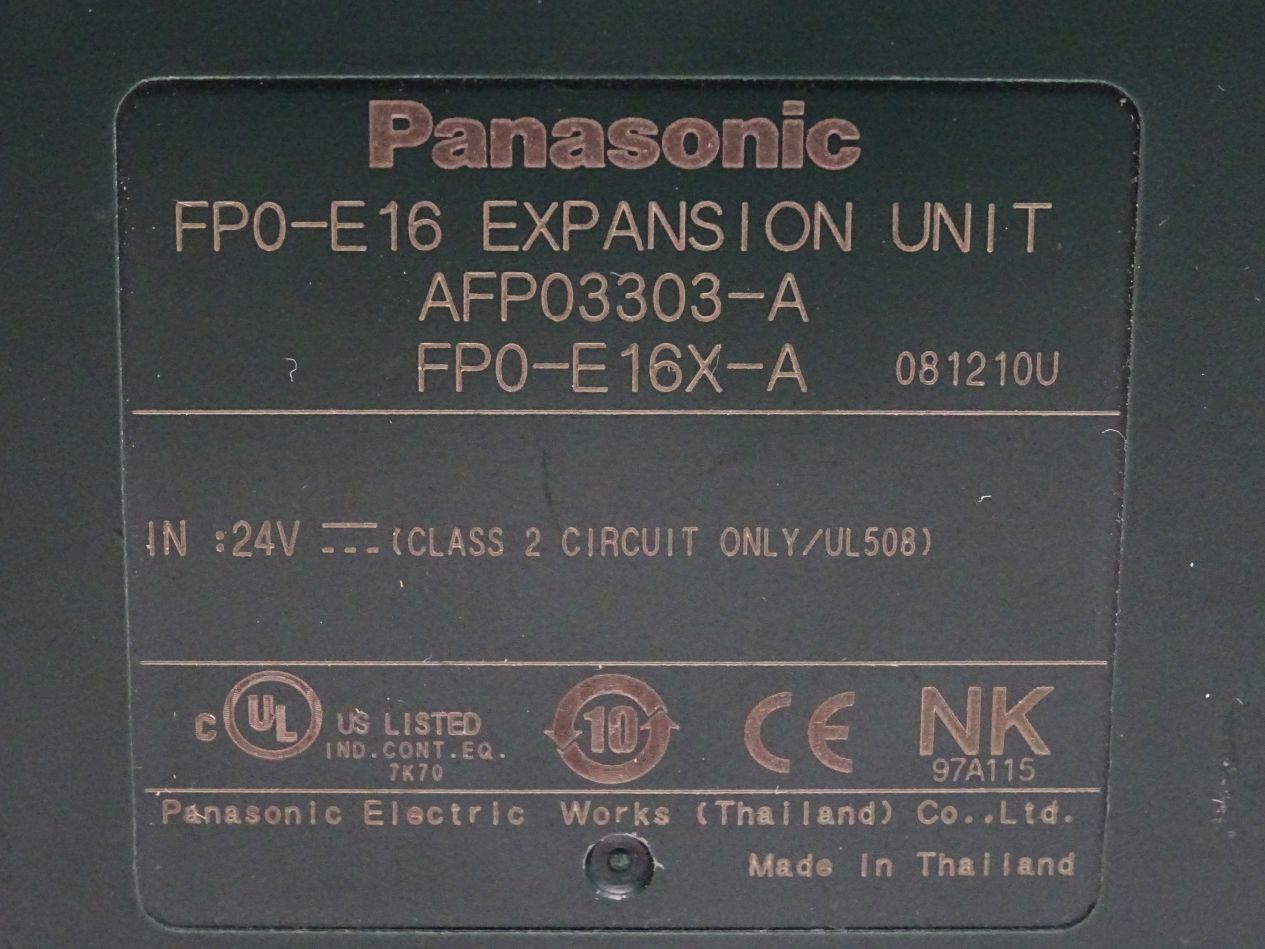 Panasonic
FP0-E16 EXPANSION UNIT
AFP03303-A
FP0-E16X-A 081210U
IN :24V ⎓ (CLASS 2 CIRCUIT ONLY/UL508)
C UL US LISTED
IND.CONT.EQ.
7K70
10
CE
NK
97A115
Panasonic Electric Works (Thailand) Co.,Ltd.
Made in Thailand